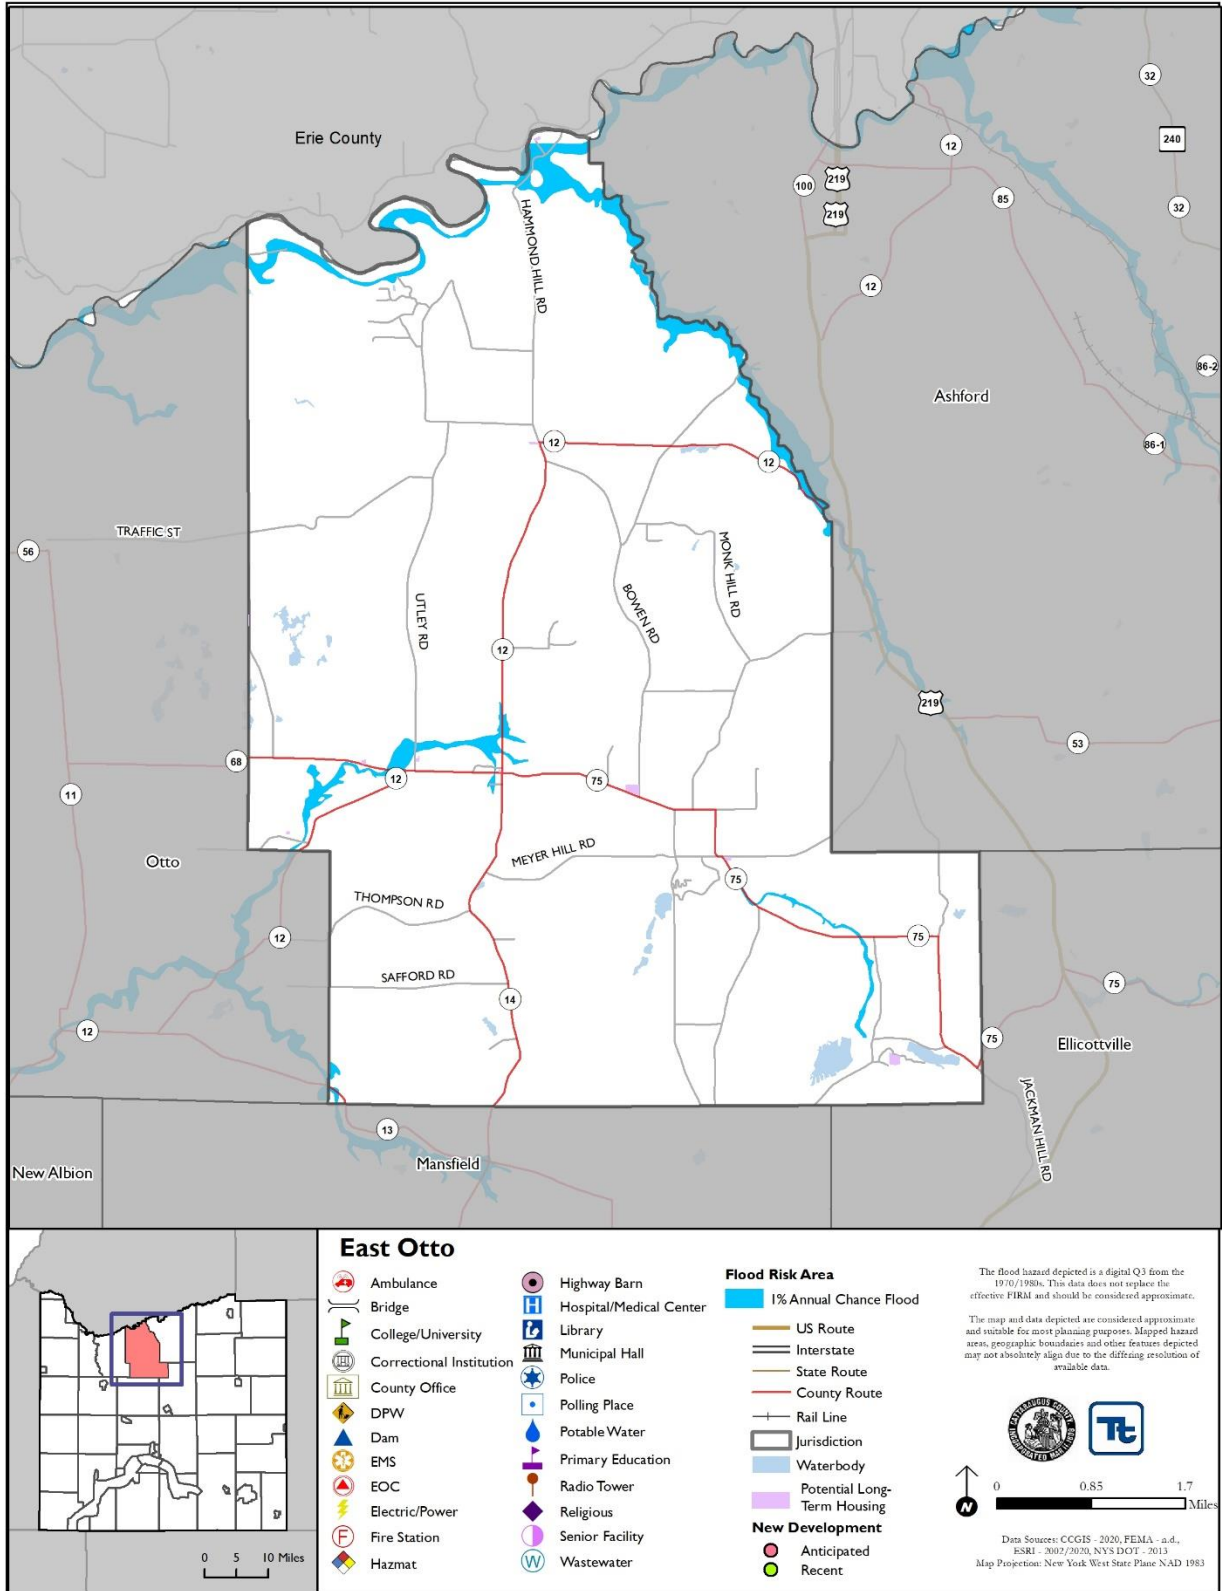 Erie County
32
12
240
219
100
85
219
32
HAMMOND HILL RD
12
86-2
Ashford
12
86-1
12
TRAFFIC ST
56
MONK HILL RD
UTLEY RD
BOWEN RD
12
219
53
68
12
75
11
Otto
MEYER HILL RD
75
THOMPSON RD
12
75
SAFFORD RD
75
14
12
75
Ellicottville
JACKMAN HILL RD
13
Mansfield
New Albion
0 5 10 Miles
East Otto
Ambulance
Bridge
College/University
Correctional Institution
County Office
DPW
Dam
EMS
EOC
Electric/Power
F Fire Station
Hazmat
Highway Barn
H Hospital/Medical Center
Library
Municipal Hall
Police
Polling Place
Potable Water
Primary Education
Radio Tower
Religious
Senior Facility
W Wastewater
Flood Risk Area
1% Annual Chance Flood
US Route
Interstate
State Route
County Route
Rail Line
Jurisdiction
Waterbody
Potential Long-
Term Housing
New Development
Anticipated
Recent
The flood hazard depicted is a digital Q3 from the
1970/1980s. This data does not replace the
effective FIRM and should be considered approximate.
The map and data depicted are considered approximate
and suitable for most planning purposes. Mapped hazard
areas, geographic boundaries and other features depicted
may not absolutely align due to the differing resolution of
available data.
CATTARAUGUS COUNTY
INCORPORATED MAR.11,1808
Tt
N
0 0.85 1.7
Miles
Data Sources: CCGIS - 2020, FEMA - n.d.,
ESRI - 2002/2020, NYS DOT - 2013
Map Projection: New York West State Plane NAD 1983